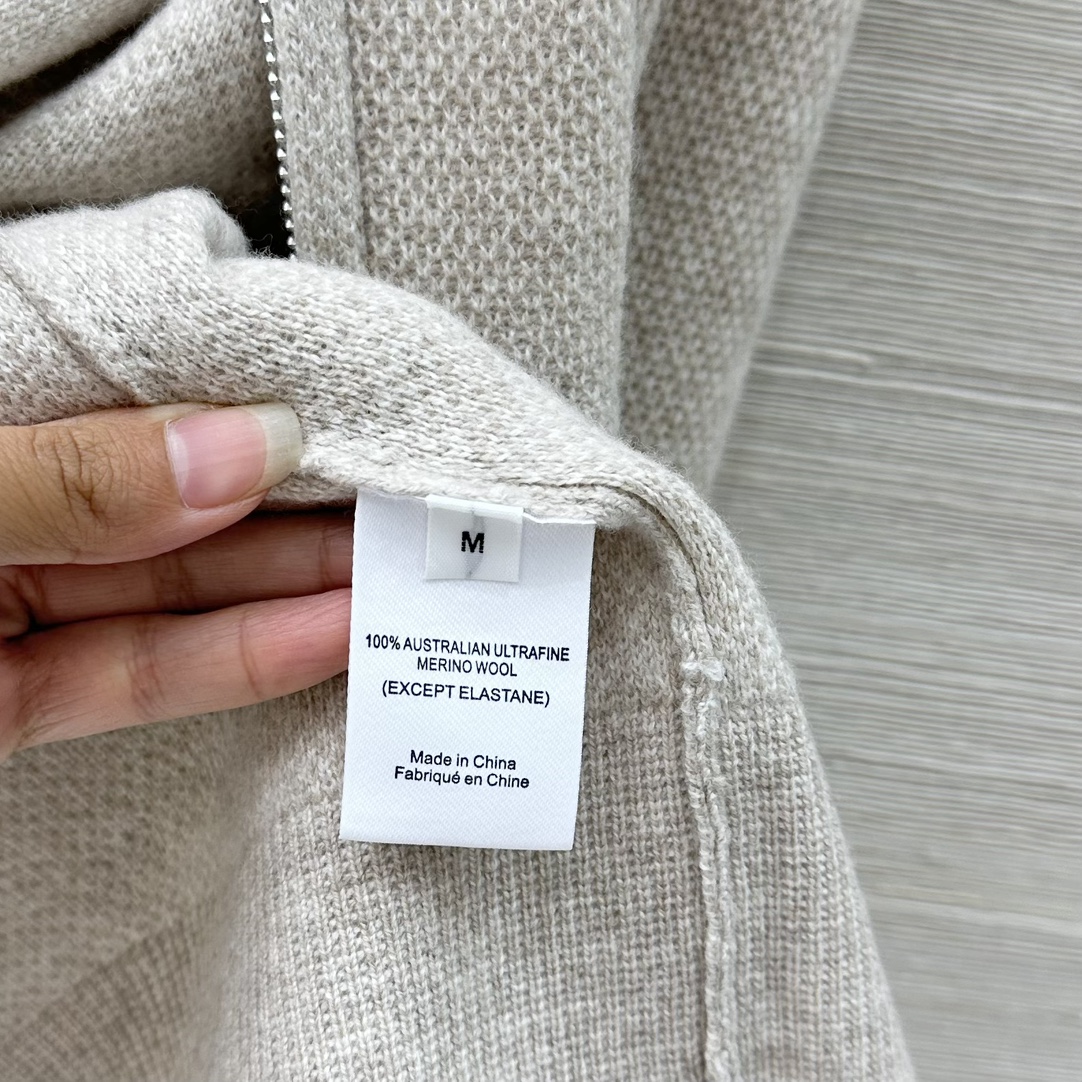 M
100% AUSTRALIAN ULTRAFINE
MERINO WOOL
(EXCEPT ELASTANE)
Made in China
Fabriqué en Chine